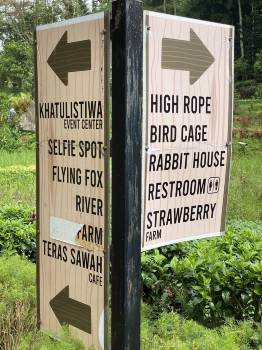 KHATULISTIWA
EVENT CENTER
SELFIE SPOT
FLYING FOX
RIVER
FARM
TERAS SAWAH
CAFE
HIGH ROPE
BIRD CAGE
RABBIT HOUSE
RESTROOM
STRAWBERRY
FARM